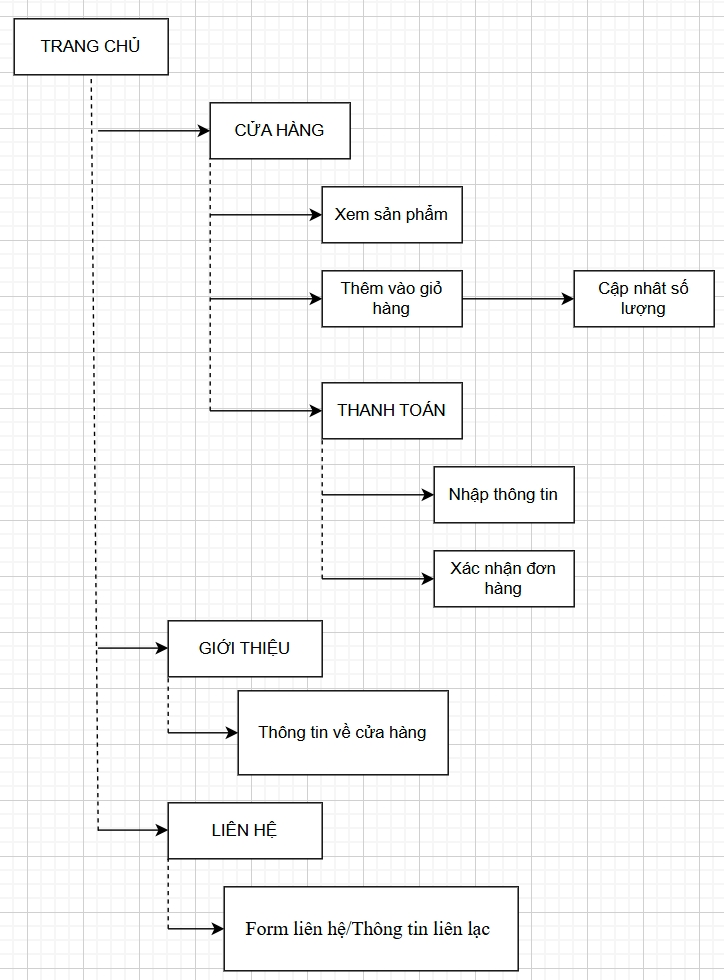 TRANG CHỦ
CỬA HÀNG
Xem sản phẩm
Thêm vào giỏ
hàng
Cập nhât số
lượng
THANH TOÁN
Nhập thông tin
Xác nhận đơn
hàng
GIỚI THIỆU
Thông tin về cửa hàng
LIÊN HỆ
Form liên hệ/Thông tin liên lạc